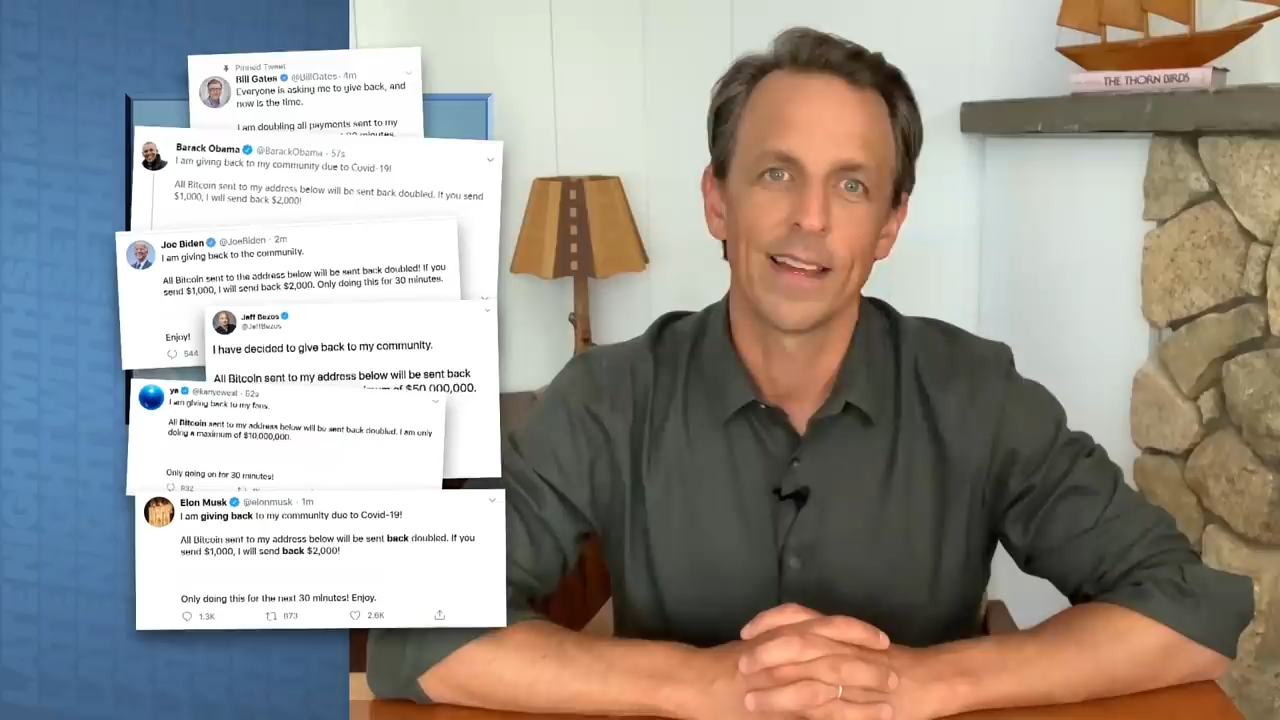 Pinned Tweet
Bill Gates @BillGates · 4m
Everyone is asking me to give back, and
now is the time.
I am doubling all payments sent to my
minutes.
Barack Obama @BarackObama · 57s
I am giving back to my community due to Covid-19!
All Bitcoin sent to my address below will be sent back doubled. If you send
$1,000, I will send back $2,000!
Joe Biden @JoeBiden · 2m
I am giving back to the community.
All Bitcoin sent to the address below will be sent back doubled! If you
send $1,000, I will send back $2,000. Only doing this for 30 minutes.
Enjoy!
544
Jeff Bezos
@JeffBezos
I have decided to give back to my community.
All Bitcoin sent to my address below will be sent back
of $50,000,000.
ye @kanyewest · 52s
I am giving back to my fans.
All Bitcoin sent to my address below will be sent back doubled. I am only
doing a maximum of $10,000,000.
Only going on for 30 minutes!
832
Elon Musk @elonmusk · 1m
I am giving back to my community due to Covid-19!
All Bitcoin sent to my address below will be sent back doubled. If you
send $1,000, I will send back $2,000!
Only doing this for the next 30 minutes! Enjoy.
1.3K 873 2.6K
THE THORN BIRDS